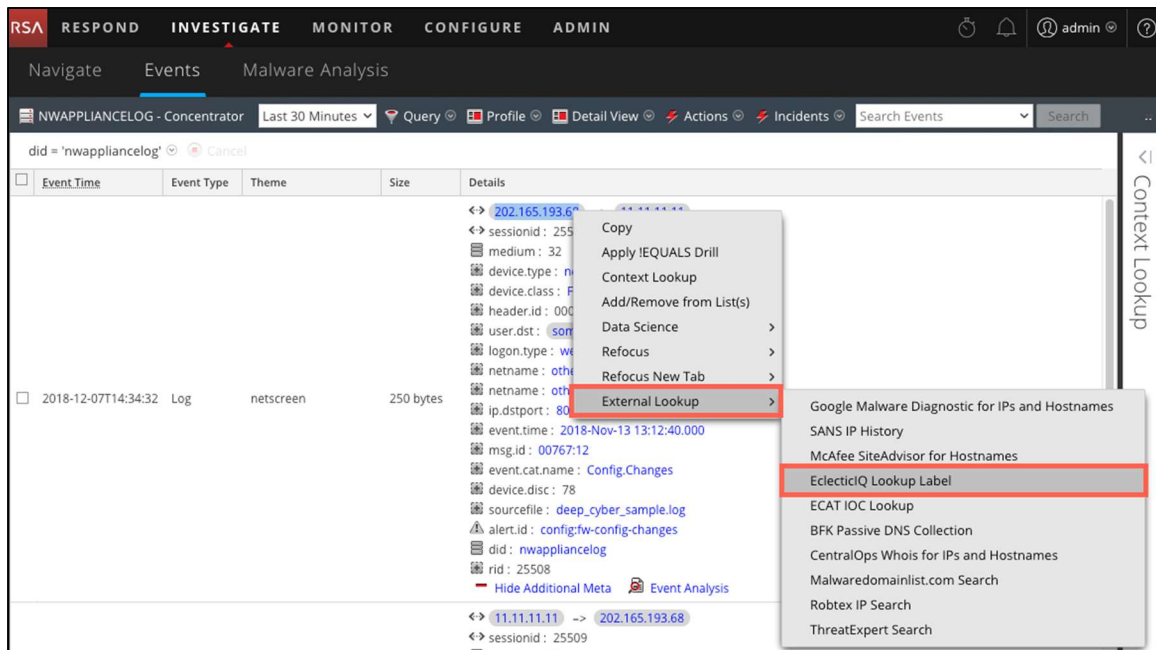 RSA RESPOND INVESTIGATE MONITOR CONFIGURE ADMIN admin ?
Navigate Events Malware Analysis
NWAPPLIANCELOG - Concentrator Last 30 Minutes Query Profile Detail View Actions Incidents Search Events Search ..
did = 'nwappliancelog' Cancel
Event Time Event Type Theme Size Details
2018-12-07T14:34:32 Log netscreen 250 bytes
202.165.193.68 11.11.11.11
sessionid : 255
medium : 32
device.type :
device.class : F
header.id : 000
user.dst : som
logon.type : we
netname : othe
netname : oth
ip.dstport : 80
event.time : 2018-Nov-13 13:12:40.000
msg.id : 00767:12
event.cat.name : Config.Changes
device.disc : 78
sourcefile : deep_cyber_sample.log
alert.id : config:fw-config-changes
did : nwappliancelog
rid : 25508
Hide Additional Meta Event Analysis
11.11.11.11 -> 202.165.193.68
sessionid : 25509
Copy
Apply !EQUALS Drill
Context Lookup
Add/Remove from List(s)
Data Science >
Refocus >
Refocus New Tab >
External Lookup >
Google Malware Diagnostic for IPs and Hostnames
SANS IP History
McAfee SiteAdvisor for Hostnames
EclecticIQ Lookup Label
ECAT IOC Lookup
BFK Passive DNS Collection
CentralOps Whois for IPs and Hostnames
Malwaredomainlist.com Search
Robtex IP Search
ThreatExpert Search
Context Lookup